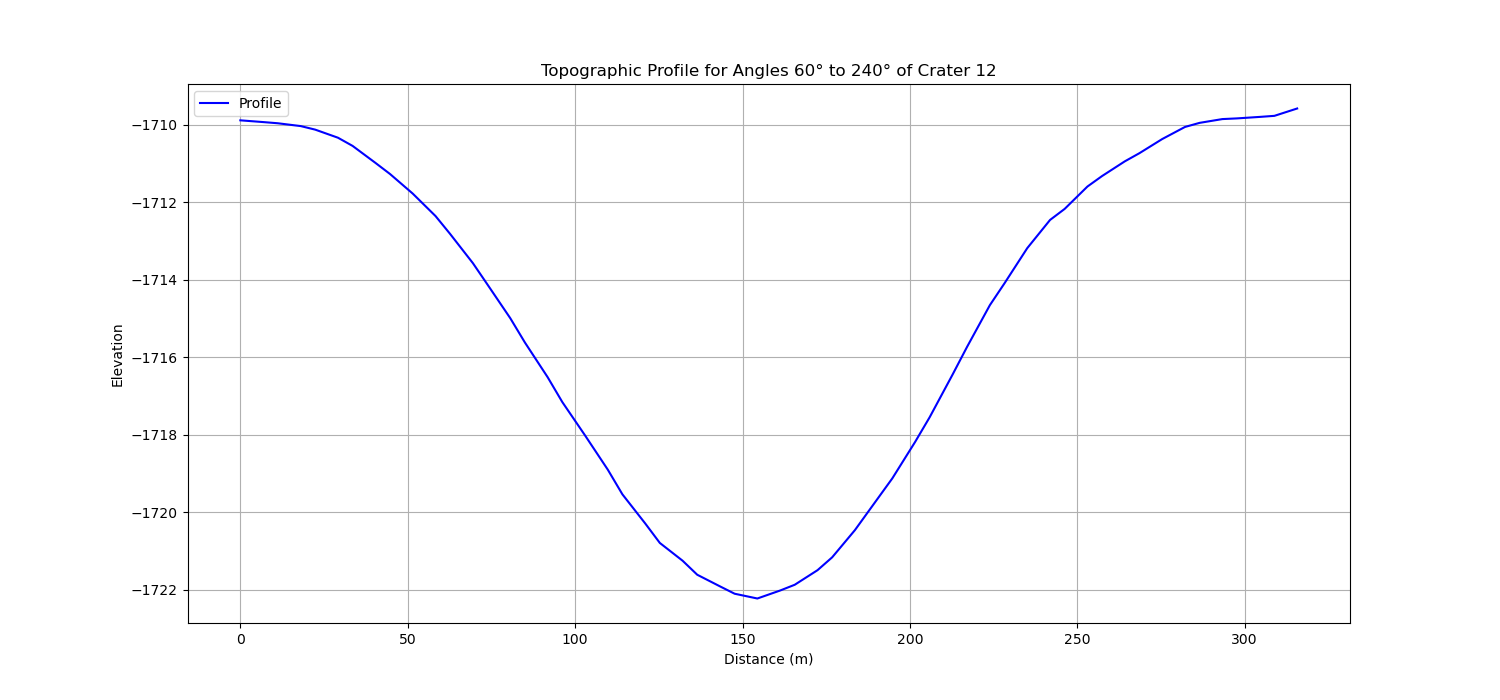 Topographic Profile for Angles 60° to 240° of Crater 12
Profile
−1710
−1712
−1714
−1716
−1718
−1720
−1722
Elevation
0 50 100 150 200 250 300
Distance (m)